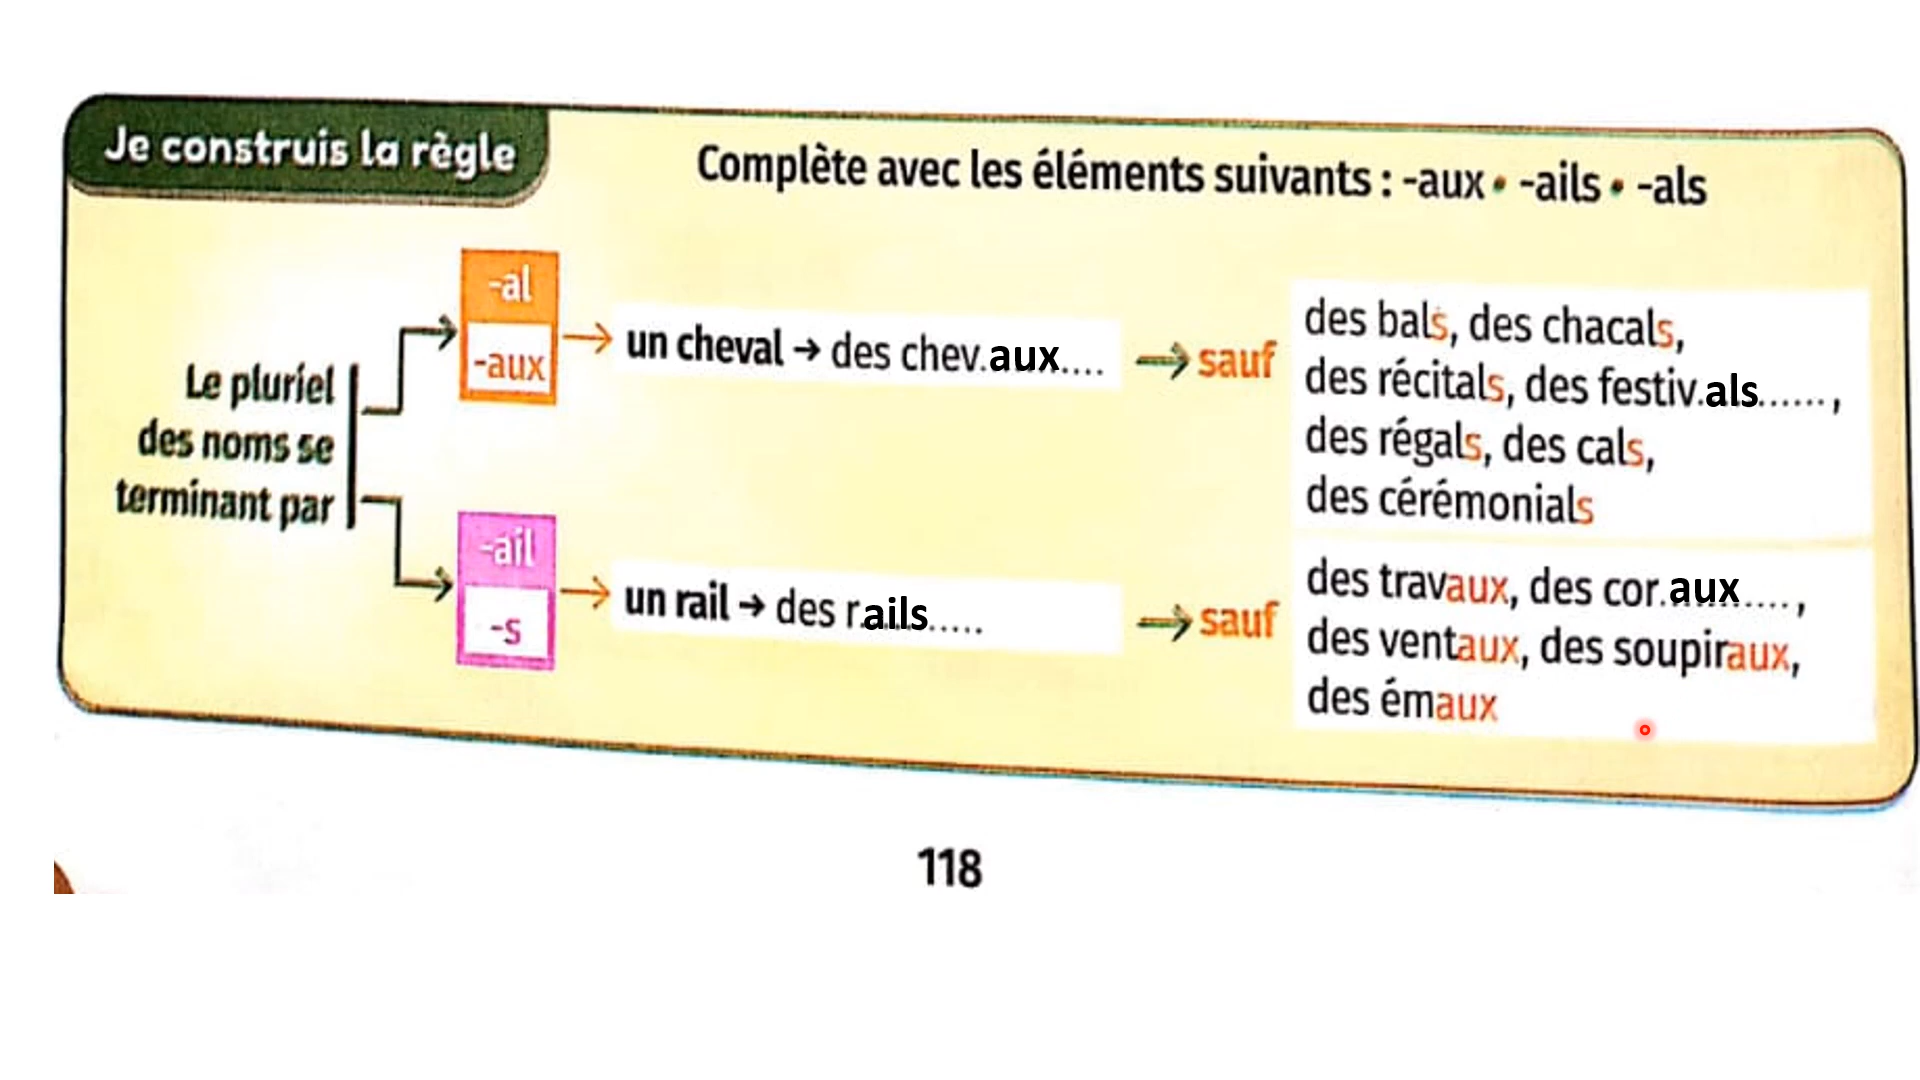 Je construis la règle
Complète avec les éléments suivants : -aux • -ails • -als
Le pluriel
des noms se
terminant par
-al
-aux
un cheval → des chev.aux....
sauf
des bals, des chacals,
des récitals, des festiv.als......,
des régals, des cals,
des cérémonials
-ail
-s
un rail → des r.ails.....
sauf
des travaux, des cor.aux....,
des ventaux, des soupiraux,
des émaux
118